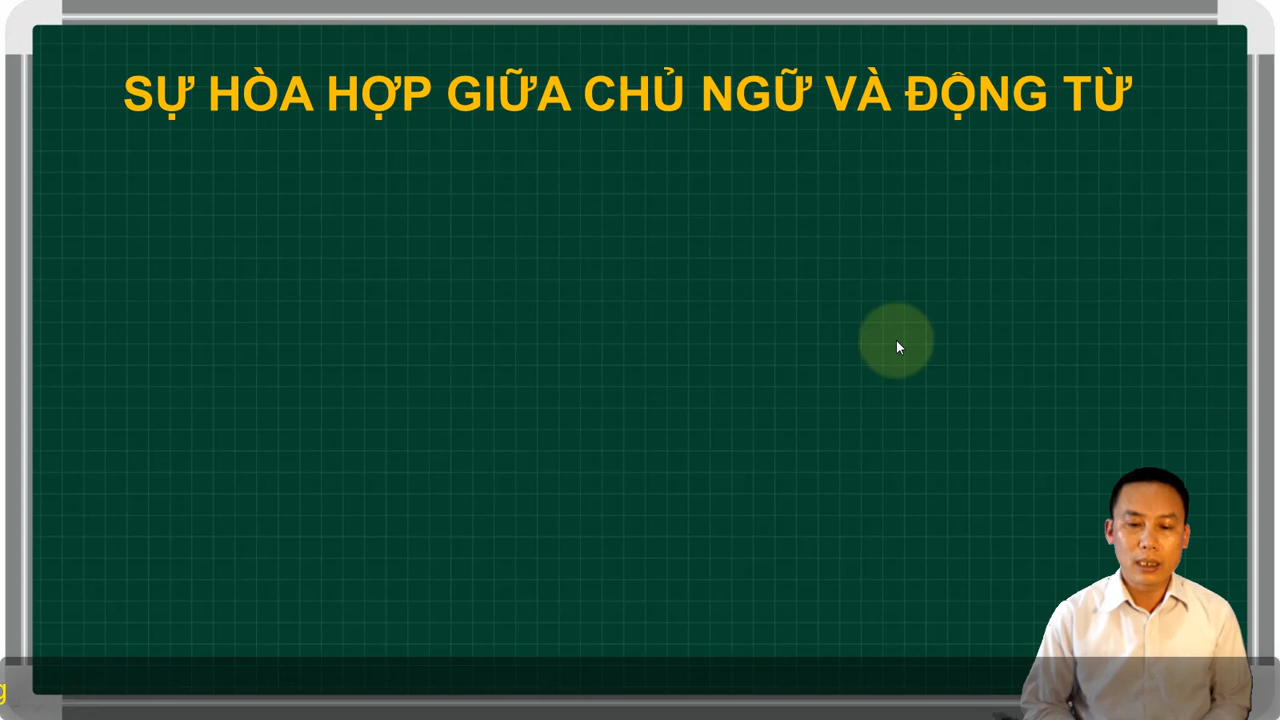 SỰ HÒA HỢP GIỮA CHỦ NGỮ VÀ ĐỘNG TỪ